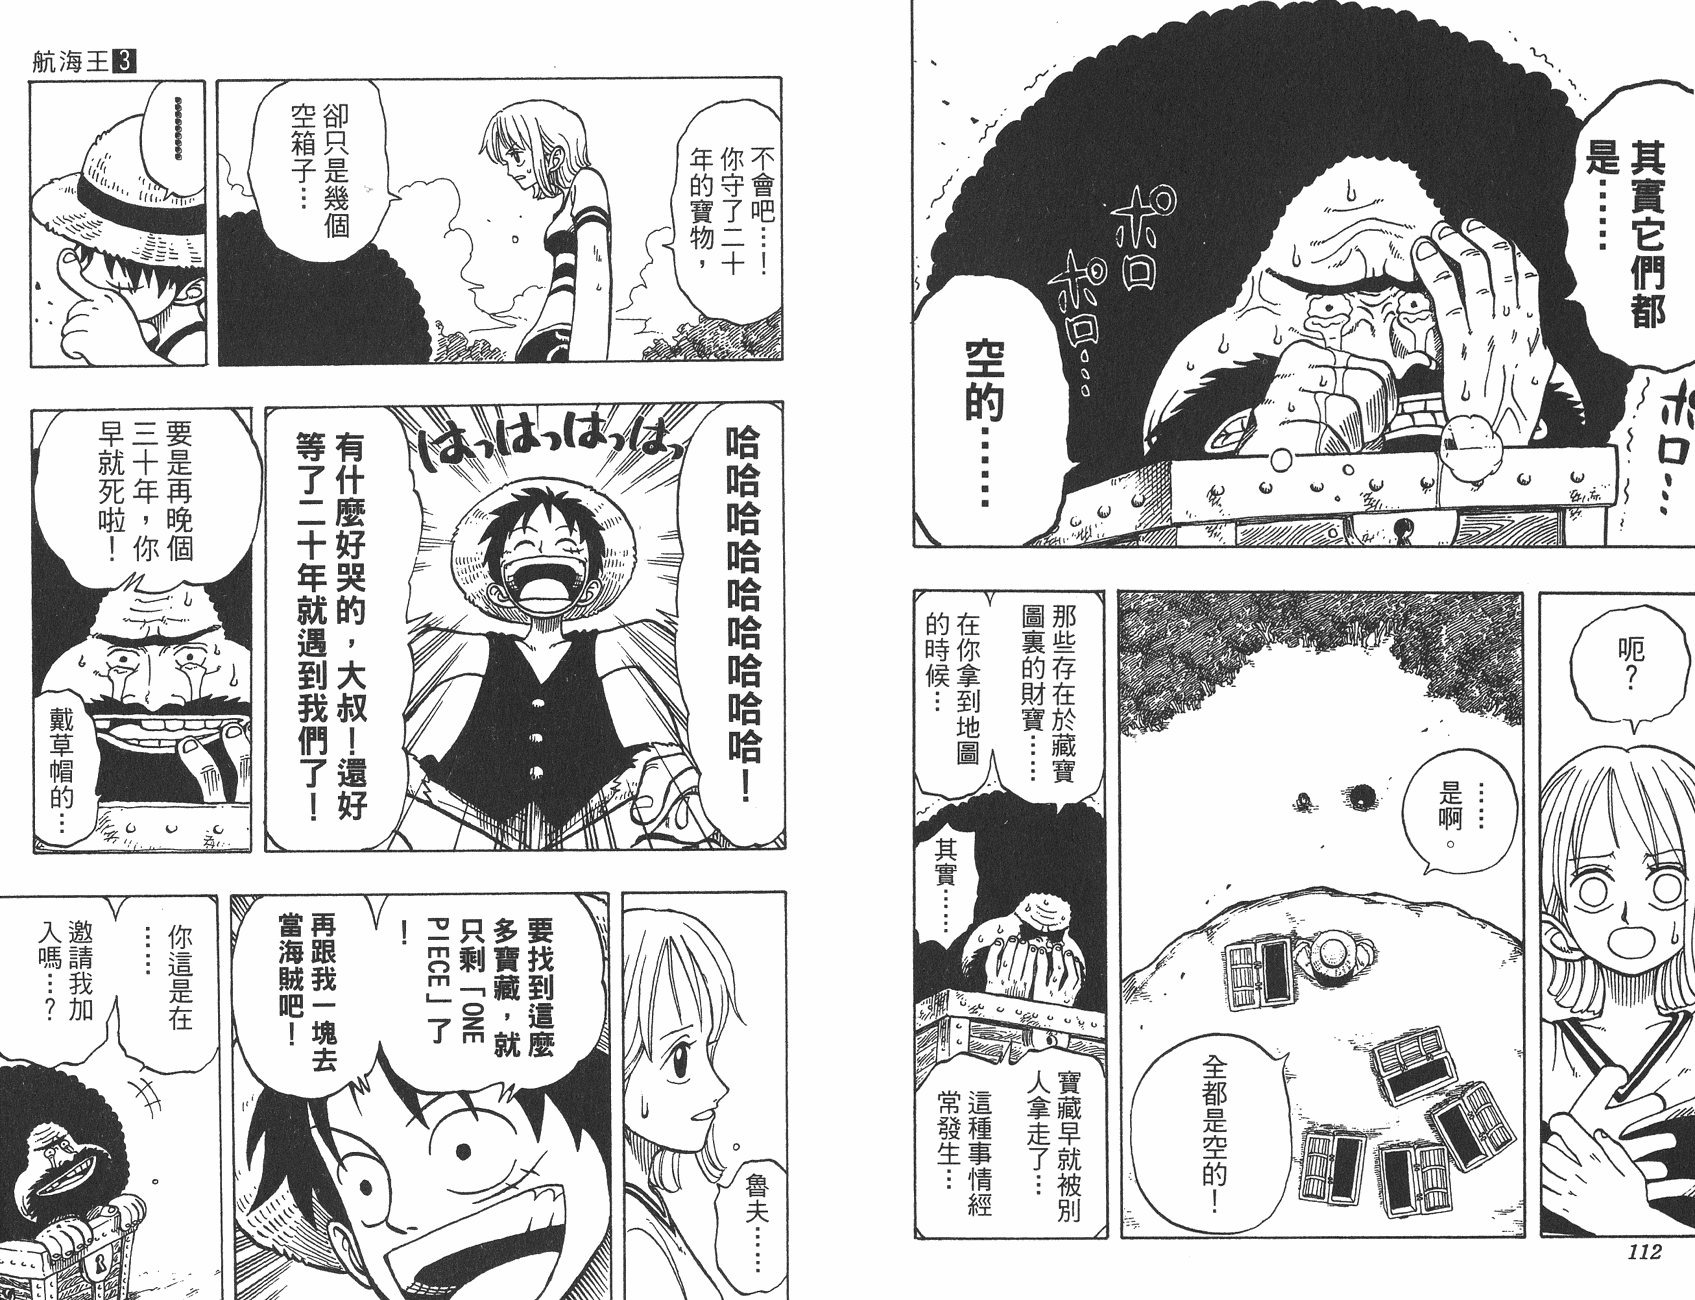 其實它們都
是……
ポロ
ポロ…
ポロ…
空的……
呃？
……
是啊。
全都是空的！
那些存在於藏寶
圖裏的財寶……
在你拿到地圖
的時候…
其實……
寶藏早就被別
人拿走了…
這種事情經
常發生…
112
航海王3
不會吧……！
你守了二十
年的寶物，
卻只是幾個
空箱子…
…………
哈哈哈哈哈哈哈哈哈！
はっはっはっはっ
有什麼好哭的，大叔！還好
等了二十年就遇到我們了！
要是再晚個
三十年，你
早就死啦！
戴草帽的…
魯夫……
要找到這麼
多寶藏，就
只剩「ONE
PIECE」了
！
再跟我一塊去
當海賊吧！
你這是在
……
邀請我加
入嗎…？